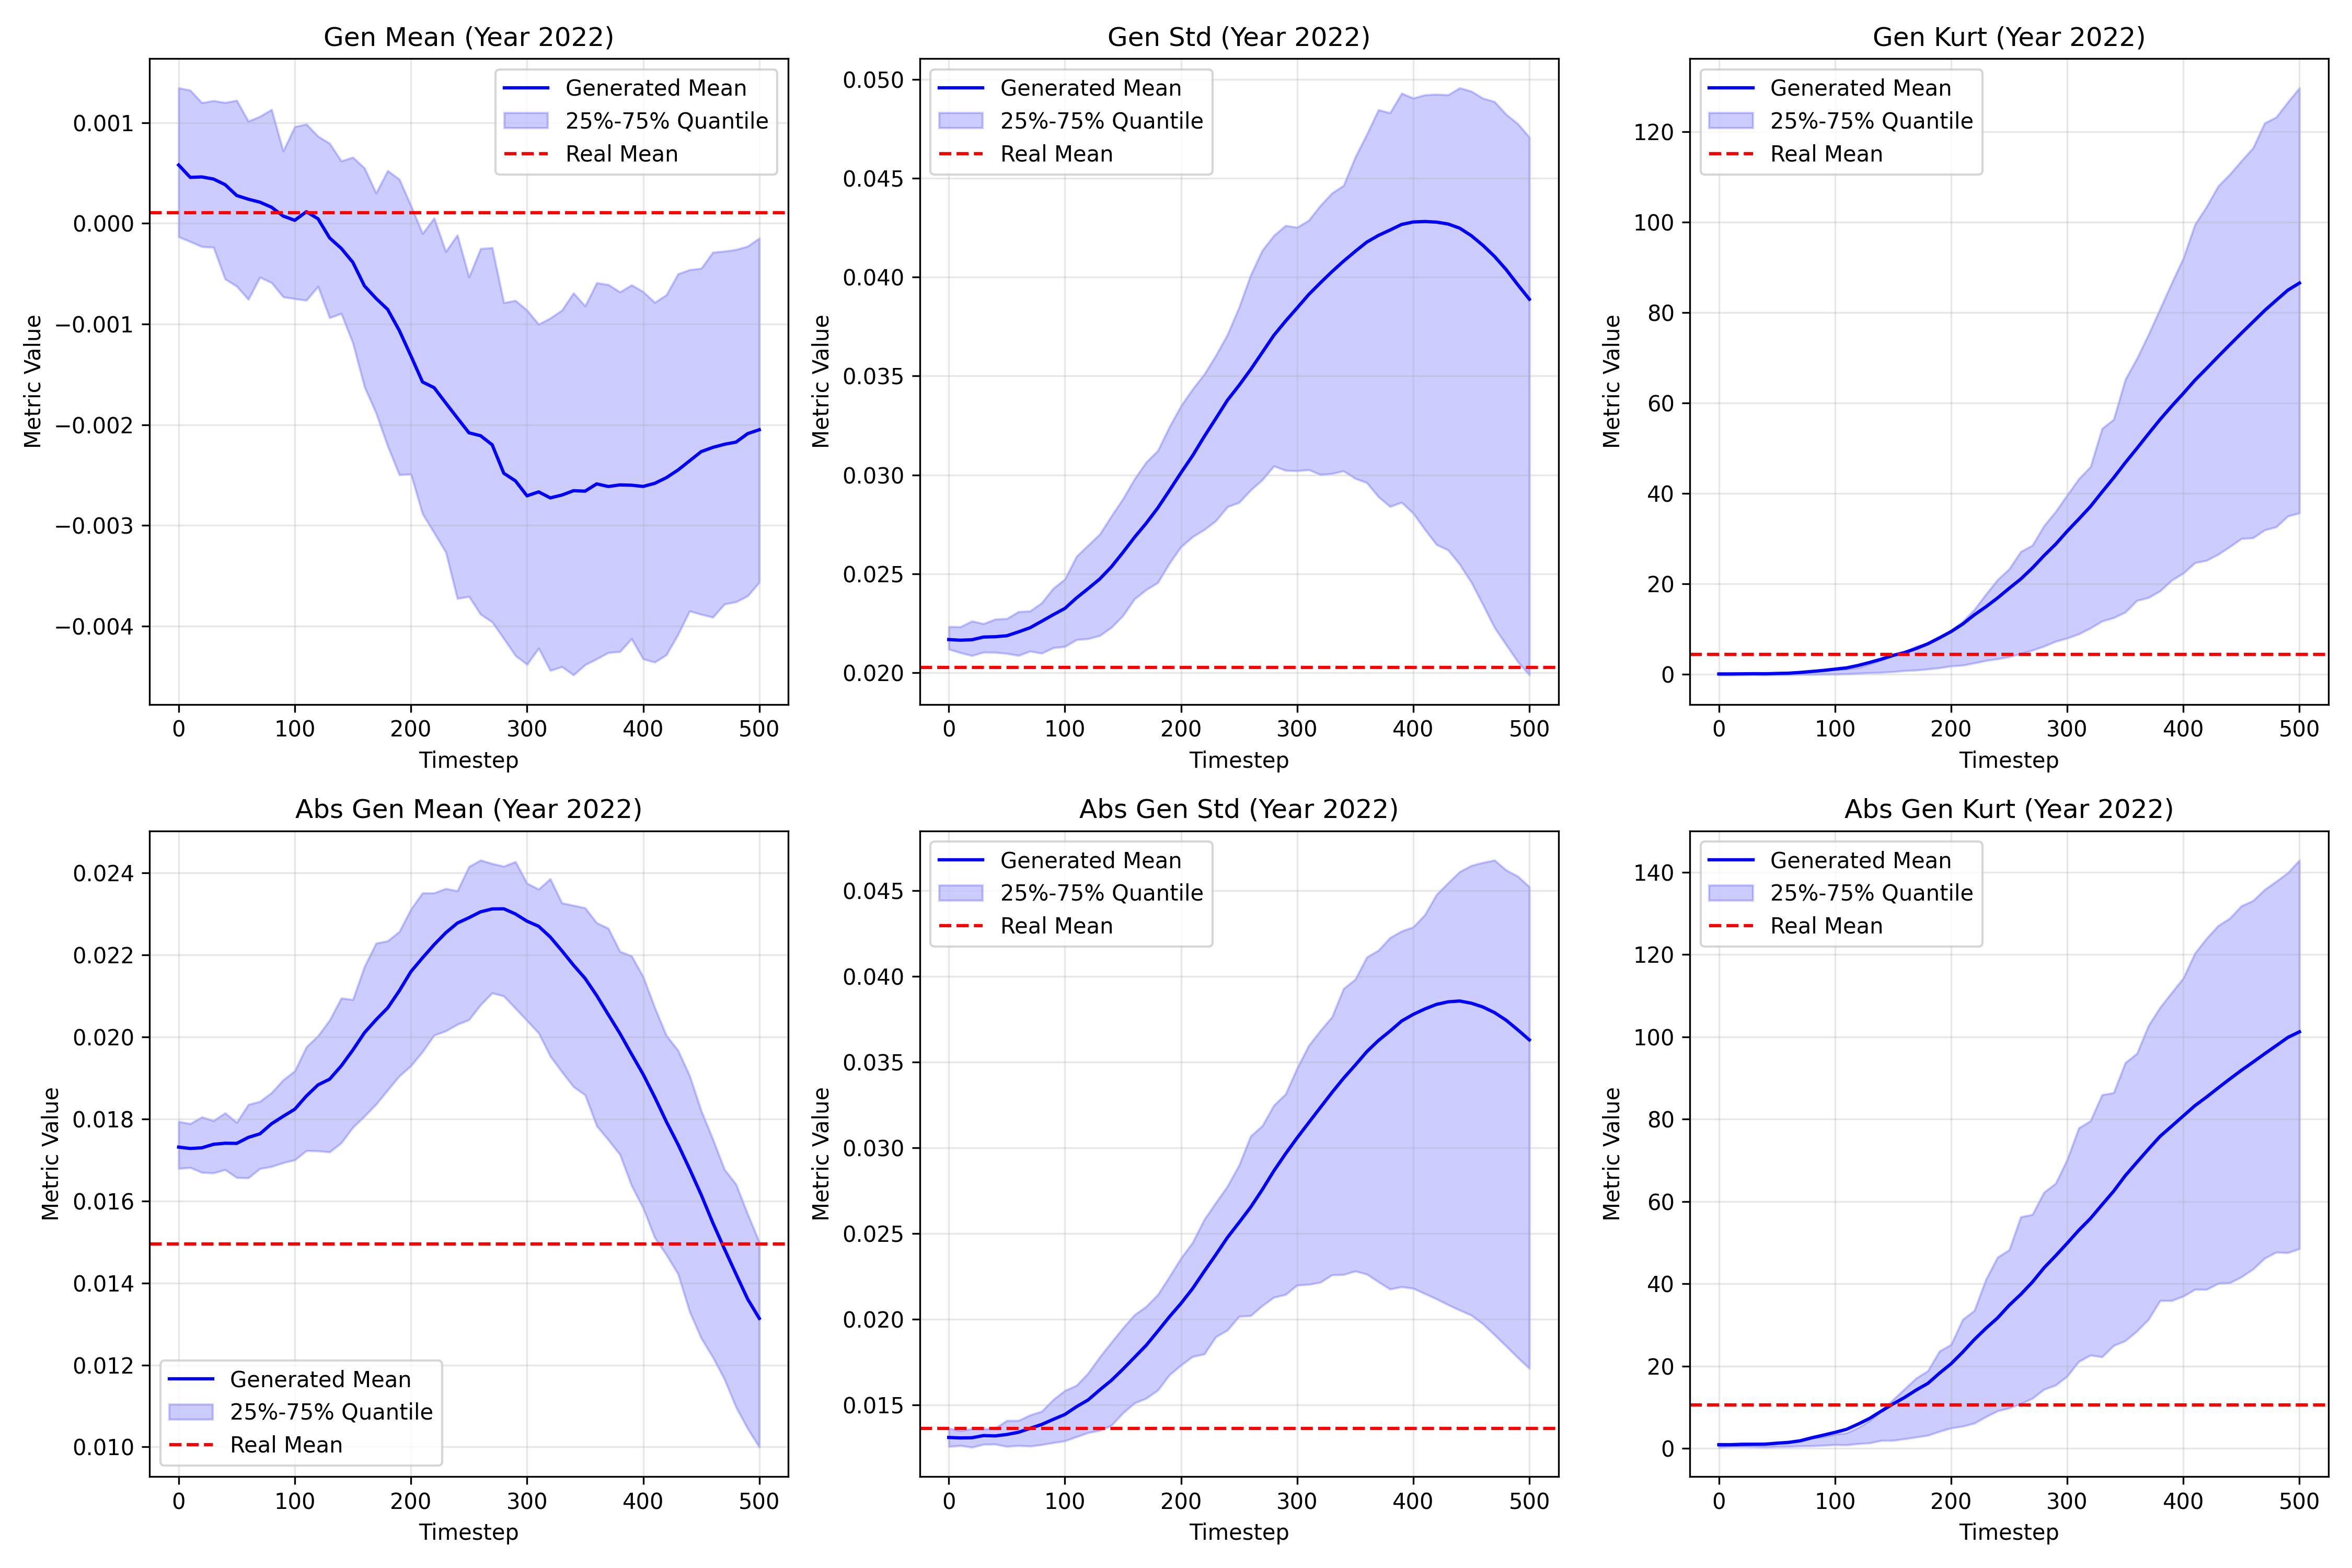 Gen Mean (Year 2022)
Metric Value
0.001
0.000
−0.001
−0.002
−0.003
−0.004
Generated Mean
25%-75% Quantile
Real Mean
0 100 200 300 400 500
Timestep
Gen Std (Year 2022)
Metric Value
0.050
0.045
0.040
0.035
0.030
0.025
0.020
Generated Mean
25%-75% Quantile
Real Mean
0 100 200 300 400 500
Timestep
Gen Kurt (Year 2022)
Metric Value
120
100
80
60
40
20
0
Generated Mean
25%-75% Quantile
Real Mean
0 100 200 300 400 500
Timestep
Abs Gen Mean (Year 2022)
Metric Value
0.024
0.022
0.020
0.018
0.016
0.014
0.012
0.010
Generated Mean
25%-75% Quantile
Real Mean
0 100 200 300 400 500
Timestep
Abs Gen Std (Year 2022)
Metric Value
0.045
0.040
0.035
0.030
0.025
0.020
0.015
Generated Mean
25%-75% Quantile
Real Mean
0 100 200 300 400 500
Timestep
Abs Gen Kurt (Year 2022)
Metric Value
140
120
100
80
60
40
20
0
Generated Mean
25%-75% Quantile
Real Mean
0 100 200 300 400 500
Timestep